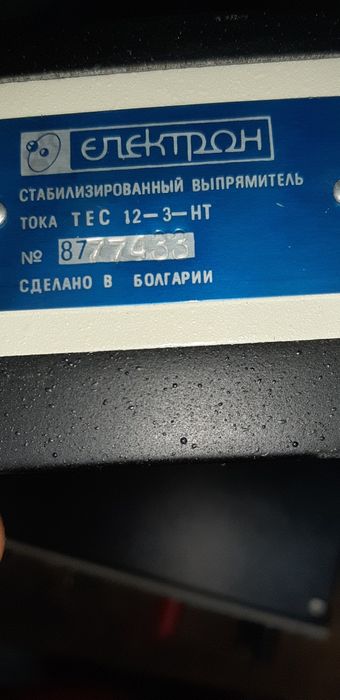 ЕЛЕКТРОН
СТАБИЛИЗИРОВАННЫЙ ВЫПРЯМИТЕЛЬ
ТОКА ТЕС 12-3-НТ
№ 8777433
СДЕЛАНО В БОЛГАРИИ